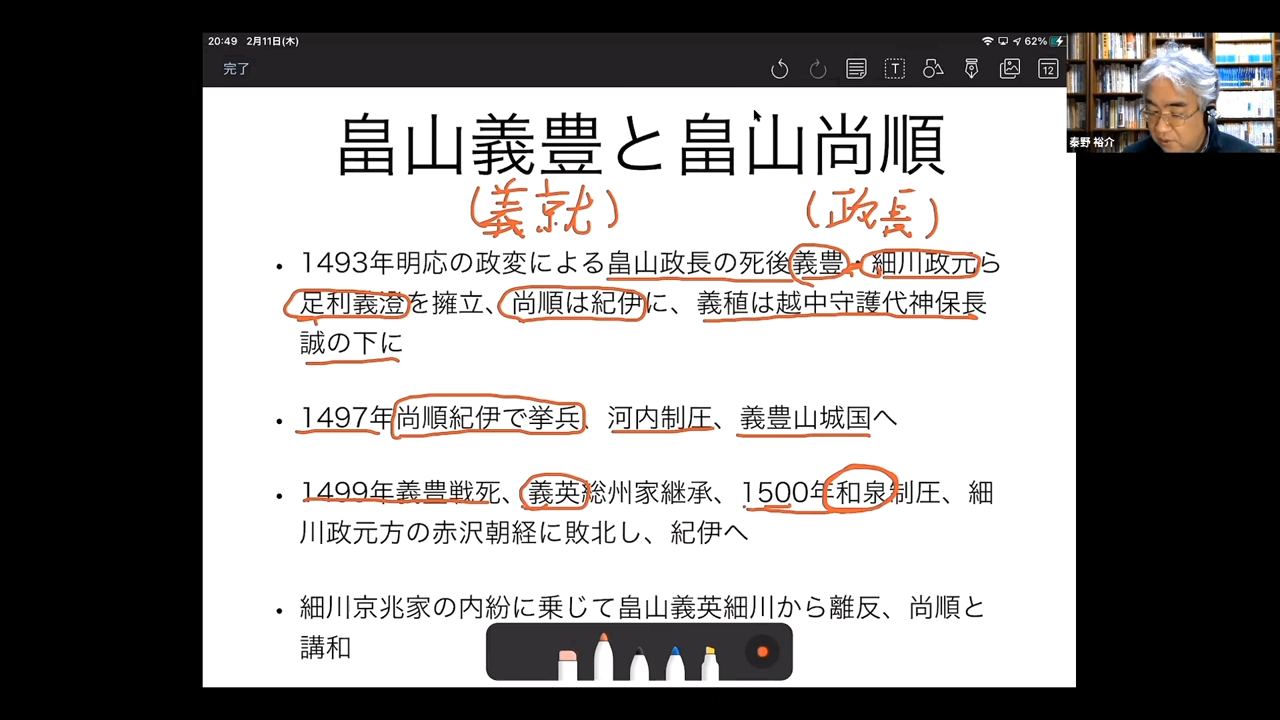 20:49 2月11日(木)
62%
完了
T
12
秦野 裕介
畠山義豊と畠山尚順
(義就)
(政長)
• 1493年明応の政変による畠山政長の死後義豊・細川政元ら
足利義澄を擁立、尚順は紀伊に、義稙は越中守護代神保長
誠の下に
• 1497年尚順紀伊で挙兵、河内制圧、義豊山城国へ
• 1499年義豊戦死、義英総州家継承、1500年和泉制圧、細
川政元方の赤沢朝経に敗北し、紀伊へ
• 細川京兆家の内紛に乗じて畠山義英細川から離反、尚順と
講和